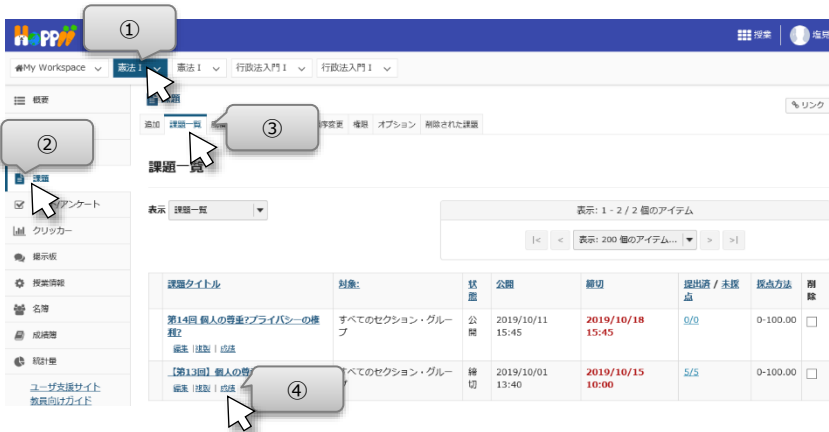 ①
Hoppii
授業 塩見
My Workspace 憲法 I 憲法 I 行政法入門 I 行政法入門 I
概要
リンク
追加 課題一覧 順序変更 権限 オプション 削除された課題
③
②
課題一覧
課題
アンケート
表示 課題一覧
表示: 1 - 2 / 2 個のアイテム
クリッカー
|< < 表示: 200 個のアイテム... > >|
掲示板
授業情報
課題タイトル 対象: 状態 公開 締切 提出済 / 未採点 採点方法 削除
名簿
第14回 個人の尊重?プライバシーの権利? すべてのセクション・グループ 公開 2019/10/11 15:45 2019/10/18 15:45 0/0 0-100.00
成績簿
編集 | 複製 | 成績
統計量
【第13回】個人の尊 すべてのセクション・グルー 締切 2019/10/01 13:40 2019/10/15 10:00 5/5 0-100.00
編集 | 複製 | 成績
④
ユーザ支援サイト
教員向けガイド